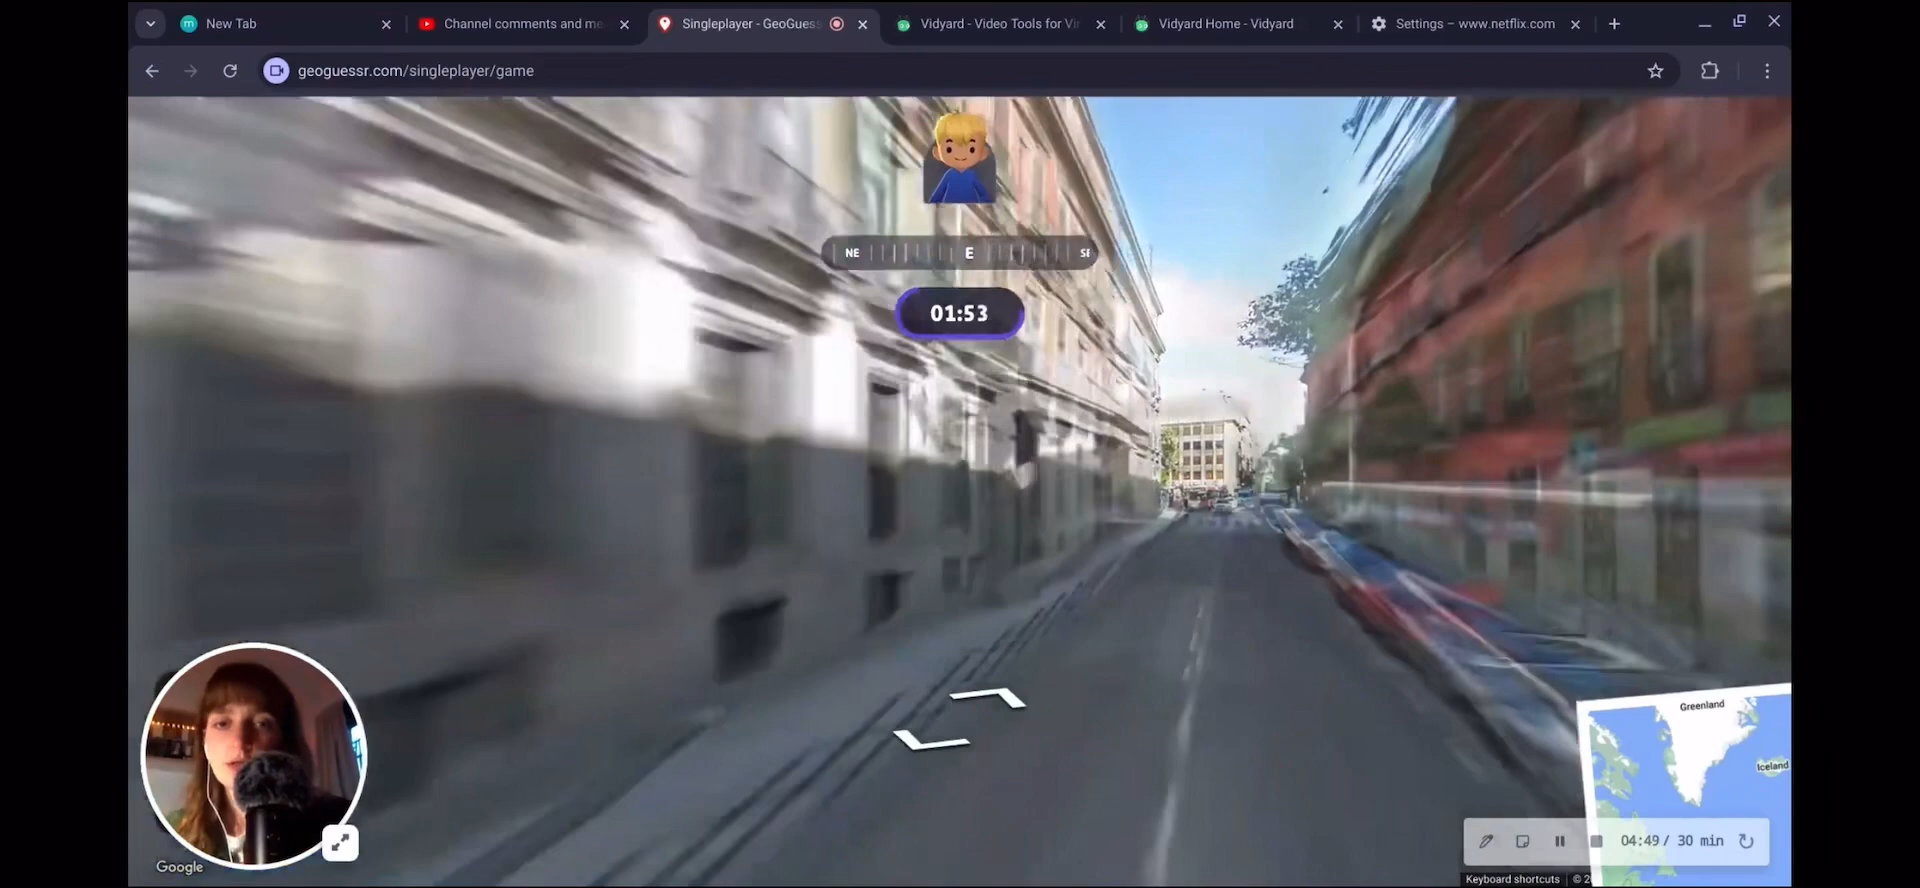 New Tab
Channel comments and me
Singleplayer - GeoGuess
Vidyard - Video Tools for Vir
Vidyard Home - Vidyard
Settings – www.netflix.com
geoguessr.com/singleplayer/game
NE E SE
01:53
Greenland
Iceland
04:49 / 30 min
Google
Keyboard shortcuts